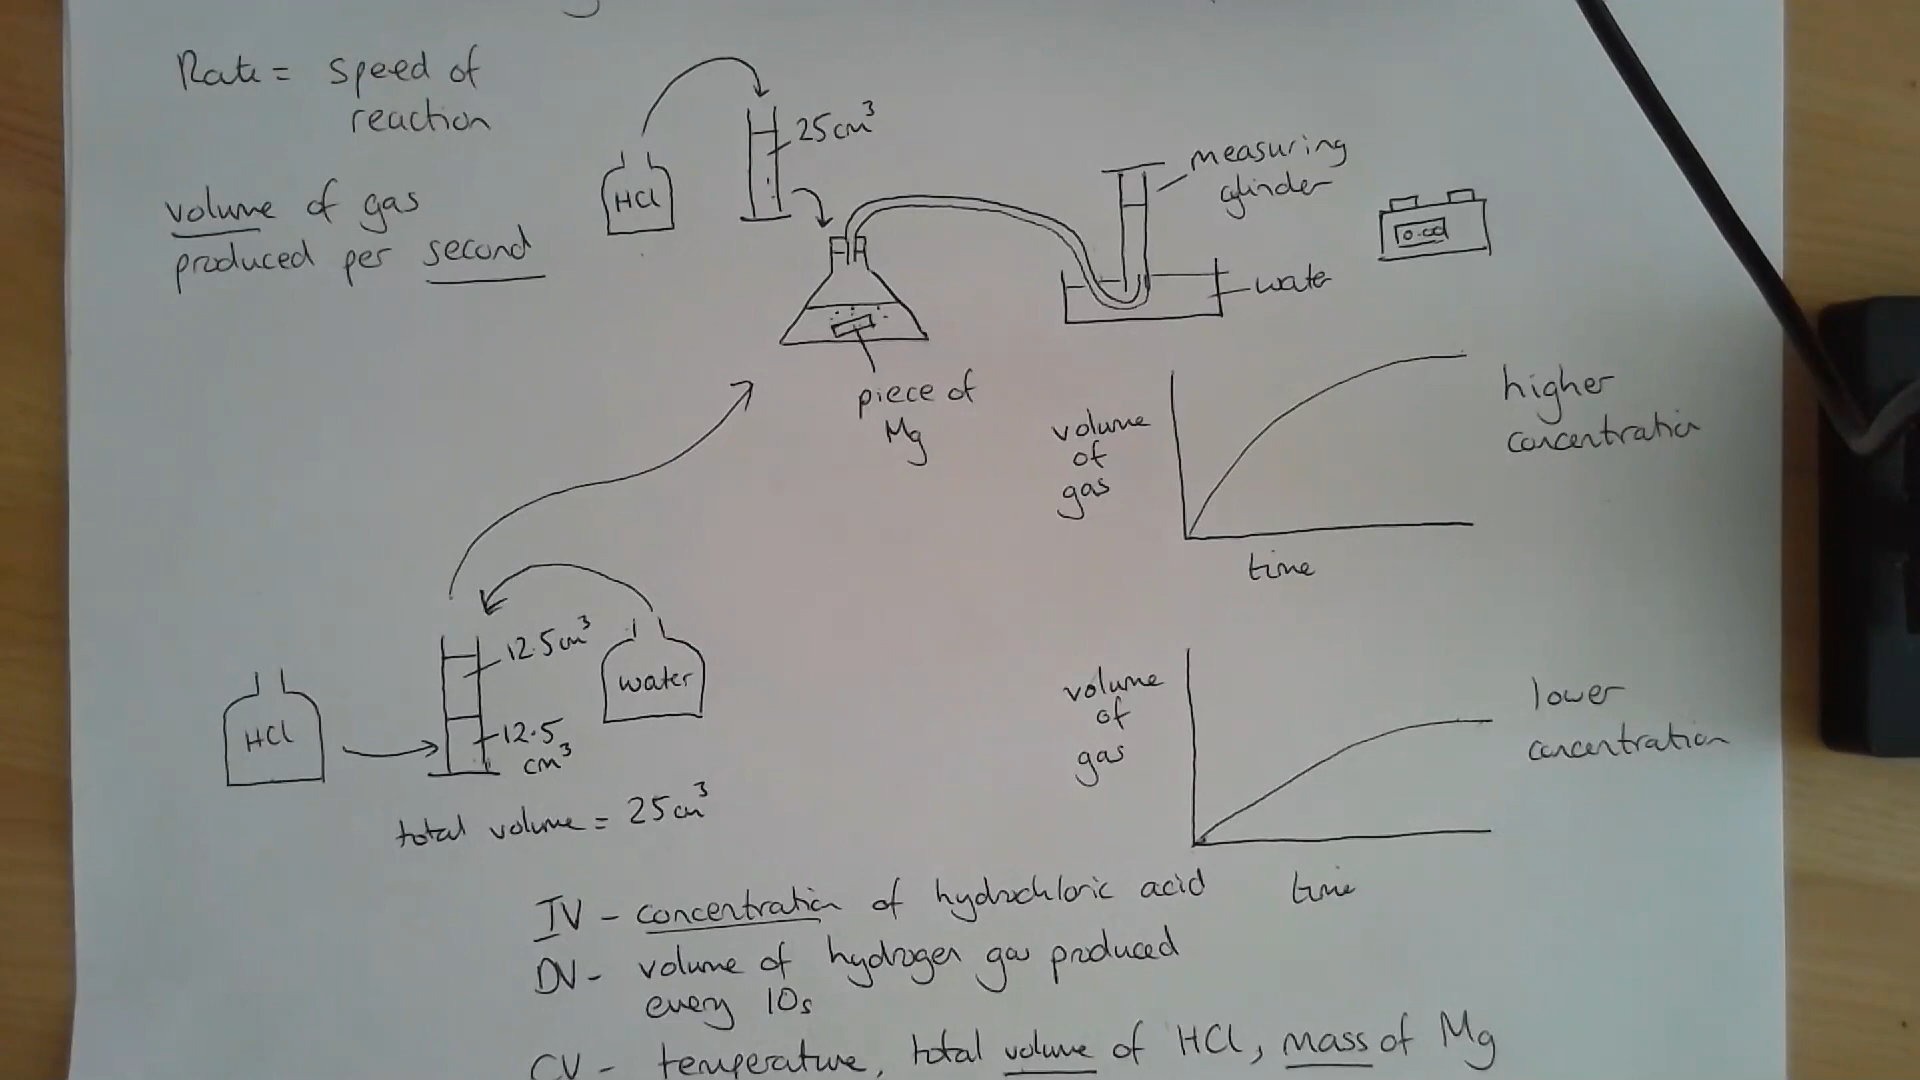 Rate = speed of
reaction
volume of gas
produced per second
HCl
25cm³
measuring
cylinder
water
piece of
Mg
volume
of
gas
time
higher
concentration
HCl
12.5cm³
12.5
cm³
water
total volume = 25cm³
volume
of
gas
time
lower
concentration
IV - concentration of hydrochloric acid
DV - volume of hydrogen gas produced
every 10s
CV - temperature, total volume of HCl, mass of Mg